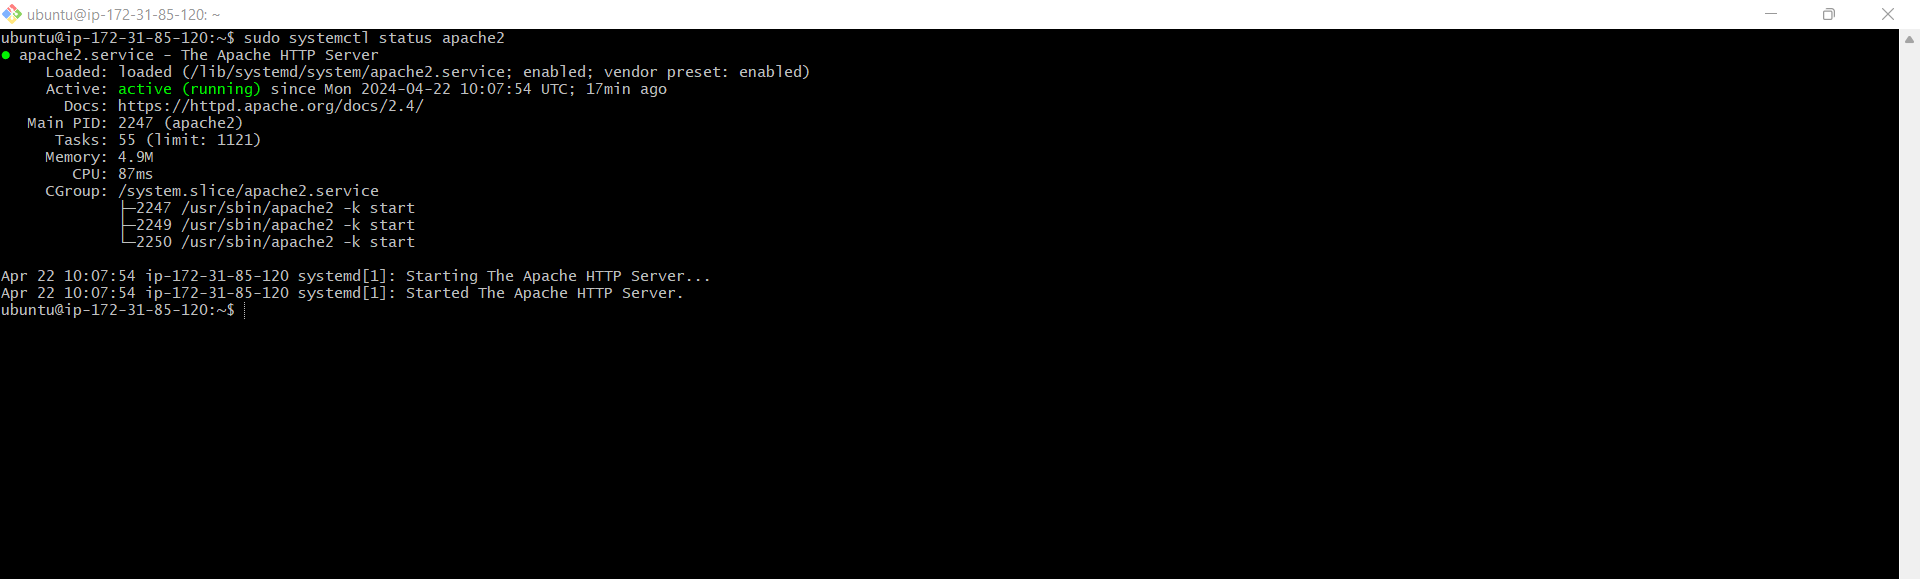 ubuntu@ip-172-31-85-120: ~
ubuntu@ip-172-31-85-120:~$ sudo systemctl status apache2
● apache2.service - The Apache HTTP Server
     Loaded: loaded (/lib/systemd/system/apache2.service; enabled; vendor preset: enabled)
     Active: active (running) since Mon 2024-04-22 10:07:54 UTC; 17min ago
       Docs: https://httpd.apache.org/docs/2.4/
   Main PID: 2247 (apache2)
      Tasks: 55 (limit: 1121)
     Memory: 4.9M
        CPU: 87ms
     CGroup: /system.slice/apache2.service
             ├─2247 /usr/sbin/apache2 -k start
             ├─2249 /usr/sbin/apache2 -k start
             └─2250 /usr/sbin/apache2 -k start
Apr 22 10:07:54 ip-172-31-85-120 systemd[1]: Starting The Apache HTTP Server...
Apr 22 10:07:54 ip-172-31-85-120 systemd[1]: Started The Apache HTTP Server.
ubuntu@ip-172-31-85-120:~$